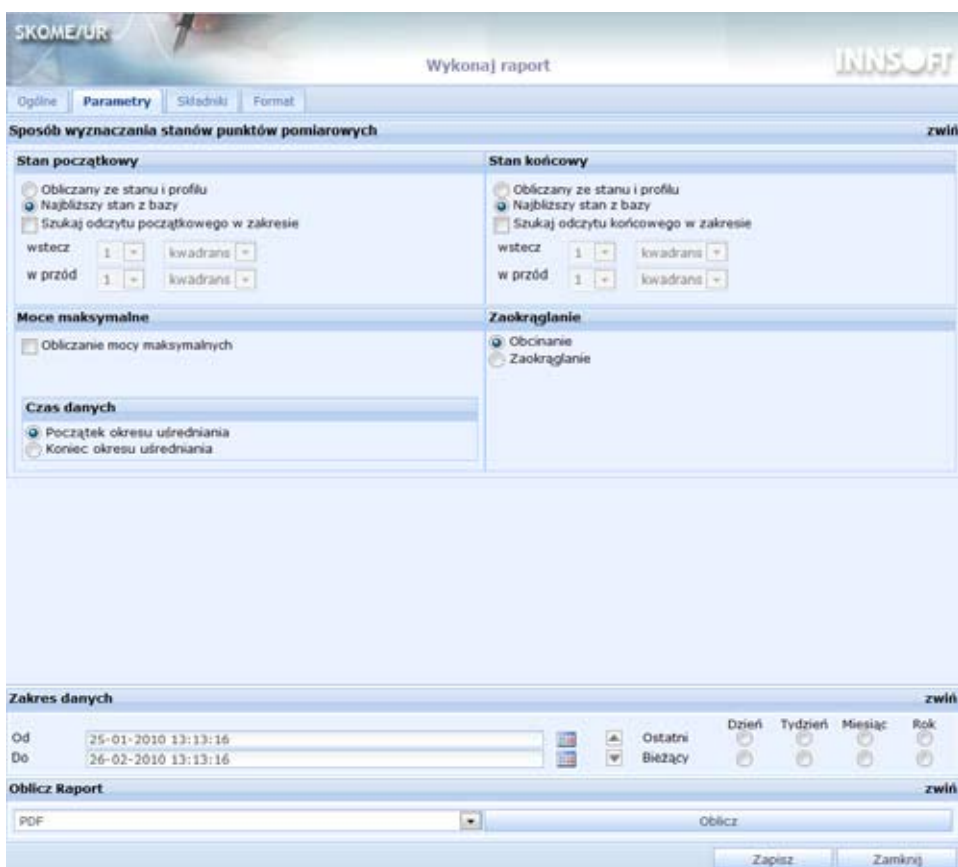 SKOME/UR
Wykonaj raport
INNSOFT
Ogólne Parametry Składniki Format
Sposób wyznaczania stanów punktów pomiarowych zwiń
Stan początkowy
Obliczany ze stanu i profilu
Najbliższy stan z bazy
Szukaj odczytu początkowego w zakresie
wstecz 1 kwadrans
w przód 1 kwadrans
Stan końcowy
Obliczany ze stanu i profilu
Najbliższy stan z bazy
Szukaj odczytu końcowego w zakresie
wstecz 1 kwadrans
w przód 1 kwadrans
Moce maksymalne
Obliczanie mocy maksymalnych
Czas danych
Początek okresu uśredniania
Koniec okresu uśredniania
Zaokrąglanie
Obcinanie
Zaokrąglanie
Zakres danych zwiń
Dzień Tydzień Miesiąc Rok
Od 25-01-2010 13:13:16 Ostatni
Do 26-02-2010 13:13:16 Bieżący
Oblicz Raport zwiń
PDF Oblicz
Zapisz Zamknij